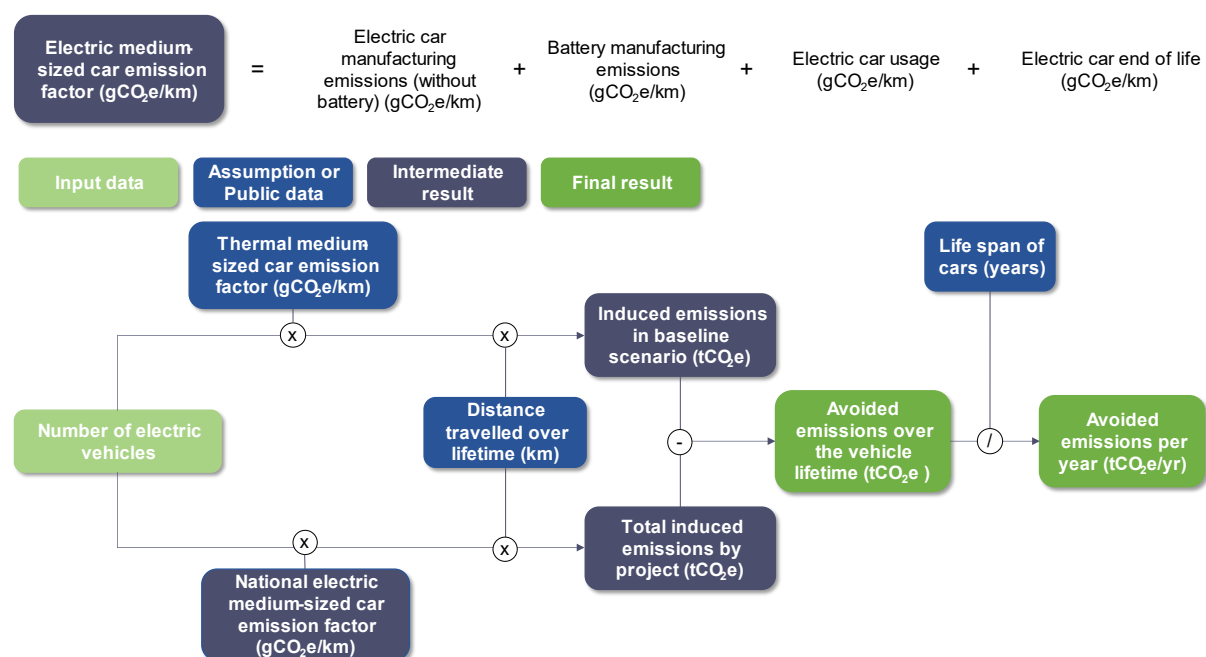 Electric medium-
sized car emission
factor (gCO₂e/km)
=
Electric car
manufacturing
emissions (without
battery) (gCO₂e/km)
+
Battery manufacturing
emissions
(gCO₂e/km)
+
Electric car usage
(gCO₂e/km)
+
Electric car end of life
(gCO₂e/km)
Input data
Assumption or
Public data
Intermediate
result
Final result
Thermal medium-
sized car emission
factor (gCO₂e/km)
Life span of
cars (years)
x
x
Induced emissions
in baseline
scenario (tCO₂e)
Number of electric
vehicles
Distance
travelled over
lifetime (km)
-
Avoided
emissions over
the vehicle
lifetime (tCO₂e )
/
Avoided
emissions per
year (tCO₂e/yr)
x
x
Total induced
emissions by
project (tCO₂e)
National electric
medium-sized car
emission factor
(gCO₂e/km)